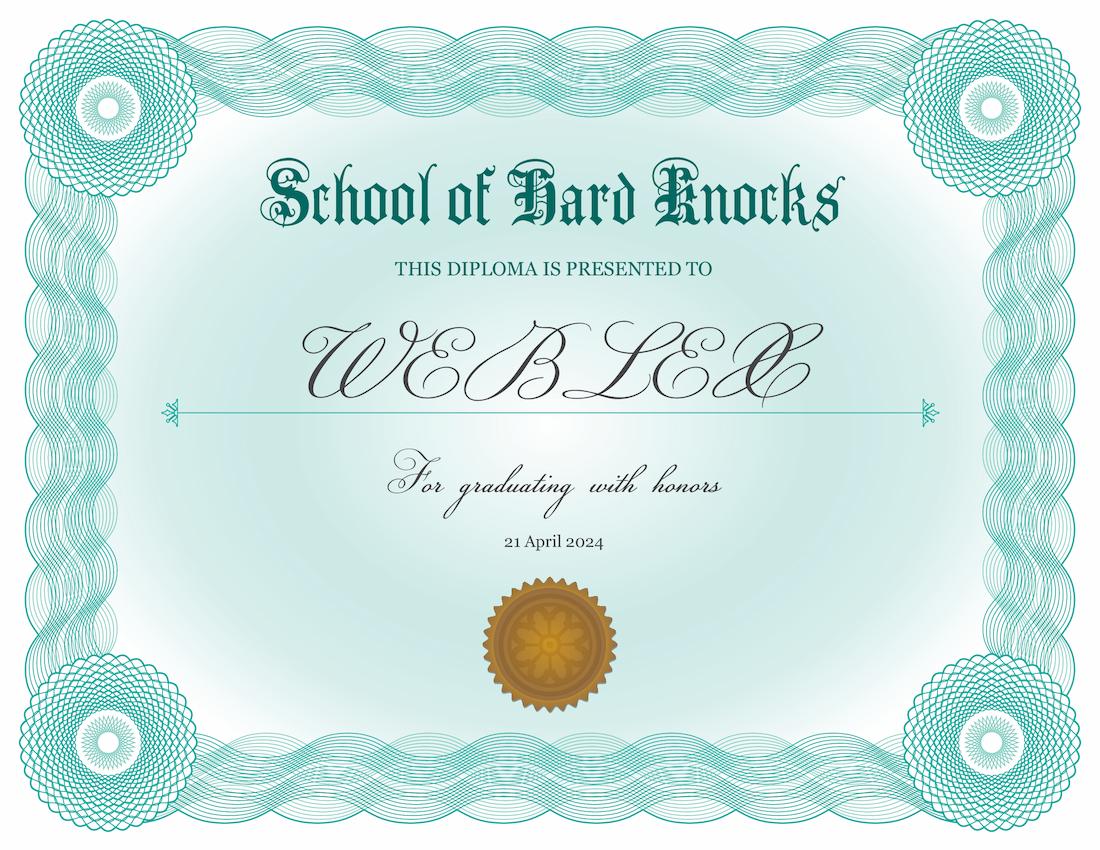 School of Hard Knocks
THIS DIPLOMA IS PRESENTED TO
WEBLEX
For graduating with honors
21 April 2024